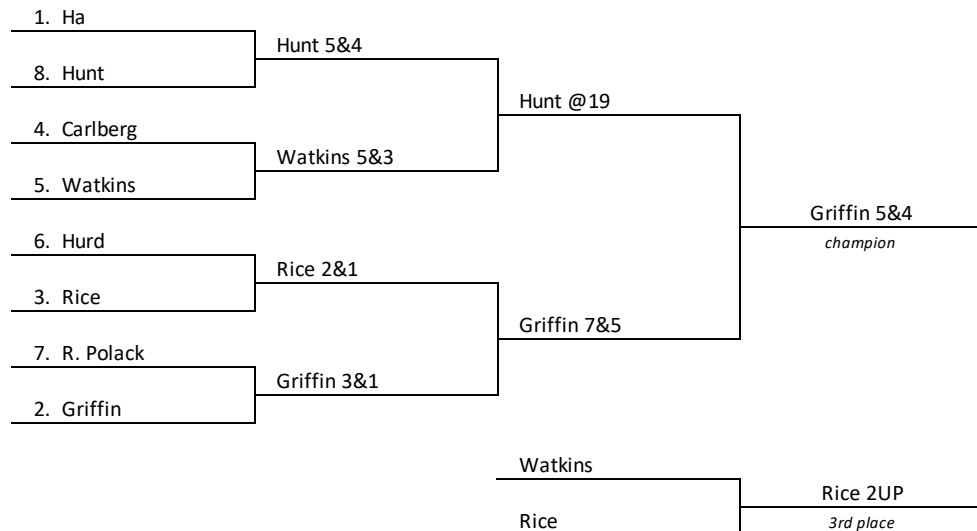 1. Ha
Hunt 5&4
8. Hunt
Hunt @19
4. Carlberg
Watkins 5&3
5. Watkins
Griffin 5&4
champion
6. Hurd
Rice 2&1
3. Rice
Griffin 7&5
7. R. Polack
Griffin 3&1
2. Griffin
Watkins
Rice 2UP
Rice
3rd place